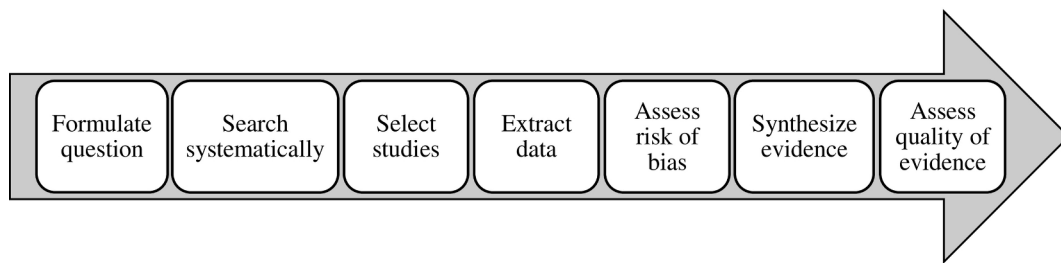 Formulate
question
Search
systematically
Select
studies
Extract
data
Assess
risk of
bias
Synthesize
evidence
Assess
quality of
evidence